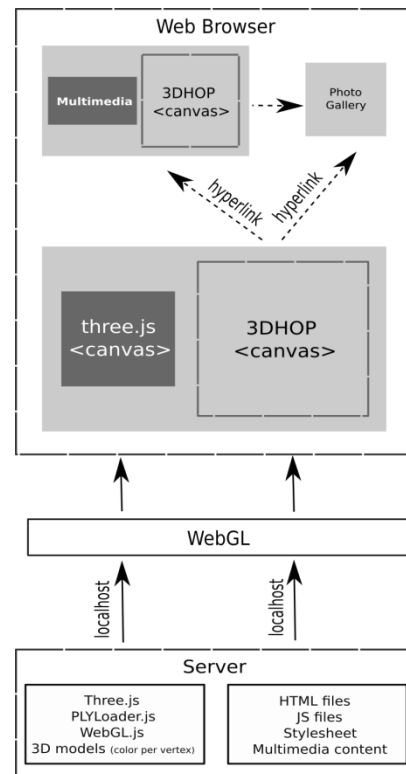 Web Browser
Multimedia
3DHOP
<canvas>
Photo
Gallery
hyperlink
hyperlink
three.js
<canvas>
3DHOP
<canvas>
WebGL
localhost
localhost
Server
Three.js
PLYLoader.js
WebGL.js
3D models (color per vertex)
HTML files
JS files
Stylesheet
Multimedia content